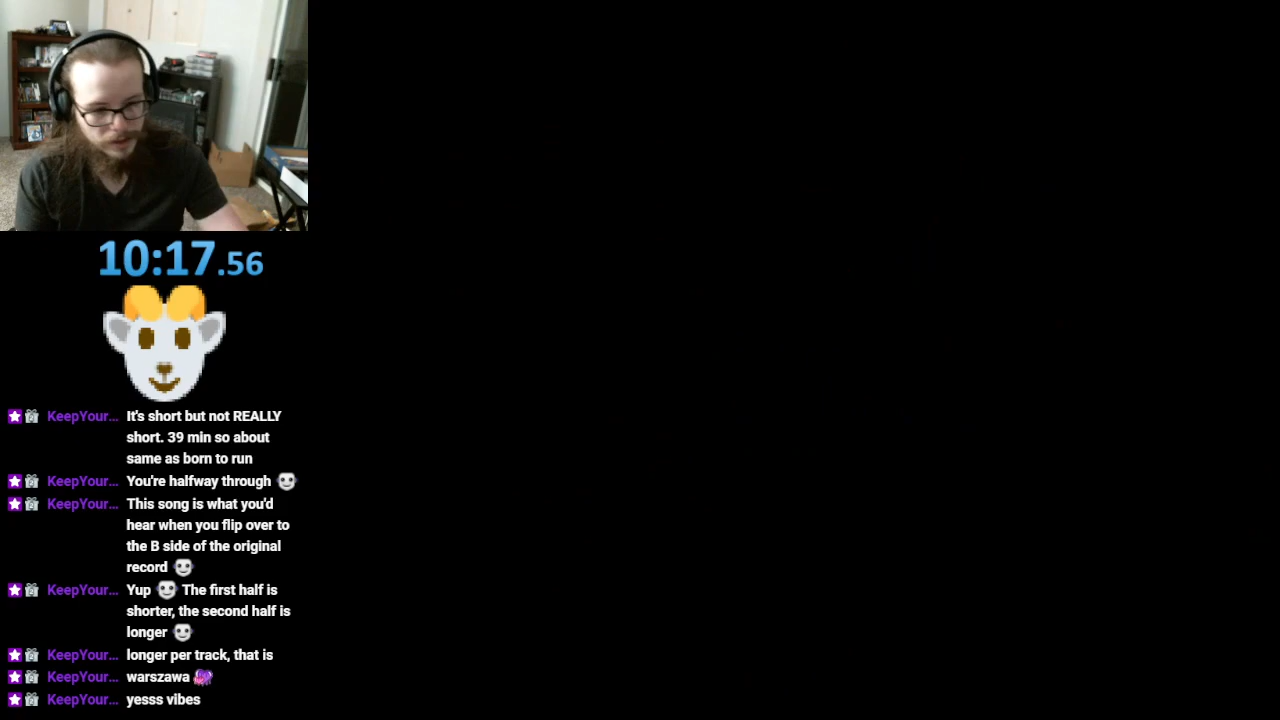 10:17.56
KeepYour... It's short but not REALLY
short. 39 min so about
same as born to run
KeepYour... You're halfway through
KeepYour... This song is what you'd
hear when you flip over to
the B side of the original
record
KeepYour... Yup The first half is
shorter, the second half is
longer
KeepYour... longer per track, that is
KeepYour... warszawa
KeepYour... yesss vibes